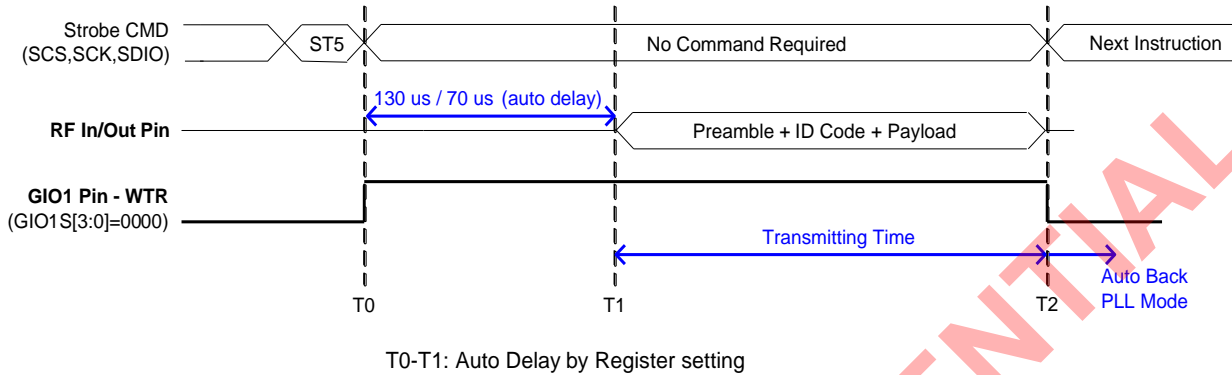 Strobe CMD
(SCS,SCK,SDIO)
ST5
No Command Required
Next Instruction
130 us / 70 us (auto delay)
RF In/Out Pin
Preamble + ID Code + Payload
GIO1 Pin - WTR
(GIO1S[3:0]=0000)
Transmitting Time
Auto Back
PLL Mode
T0
T1
T2
T0-T1: Auto Delay by Register setting
ENTIAL